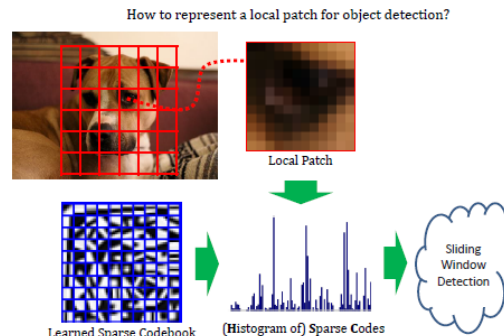 How to represent a local patch for object detection?
Local Patch
Sliding
Window
Detection
Learned Sparse Codebook
(Histogram of) Sparse Codes